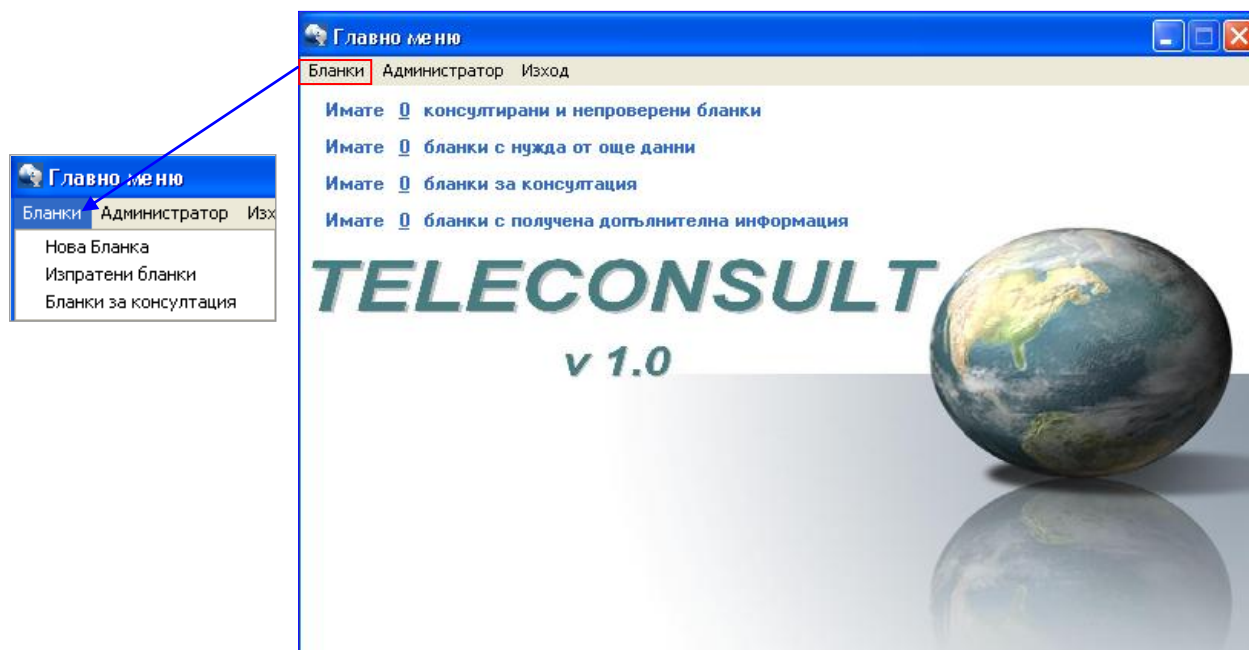 Главно меню
Бланки Администратор Изход
Имате 0 консултирани и непроверени бланки
Имате 0 бланки с нужда от още данни
Имате 0 бланки за консултация
Имате 0 бланки с получена допълнителна информация
TELECONSULT
v 1.0
Главно меню
Бланки Администратор Изх
Нова Бланка
Изпратени бланки
Бланки за консултация